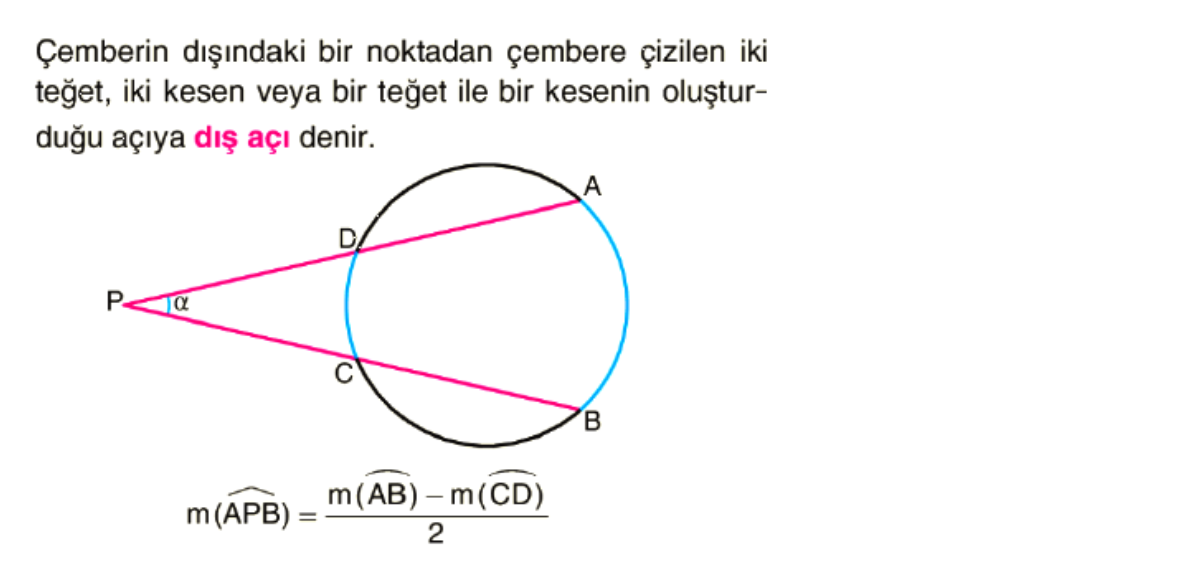 Çemberin dışındaki bir noktadan çembere çizilen iki
teğet, iki kesen veya bir teğet ile bir kesenin oluştur-
duğu açıya dış açı denir.
A
D
P
α
C
B
m(APB) = m(AB) – m(CD)
2